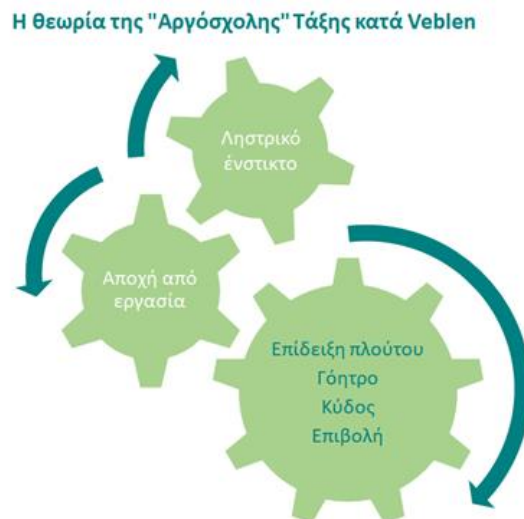 Η θεωρία της "Αργόσχολης" Τάξης κατά Veblen
Ληστρικό
ένστικτο
Αποχή από
εργασία
Επίδειξη πλούτου
Γόητρο
Κύδος
Επιβολή